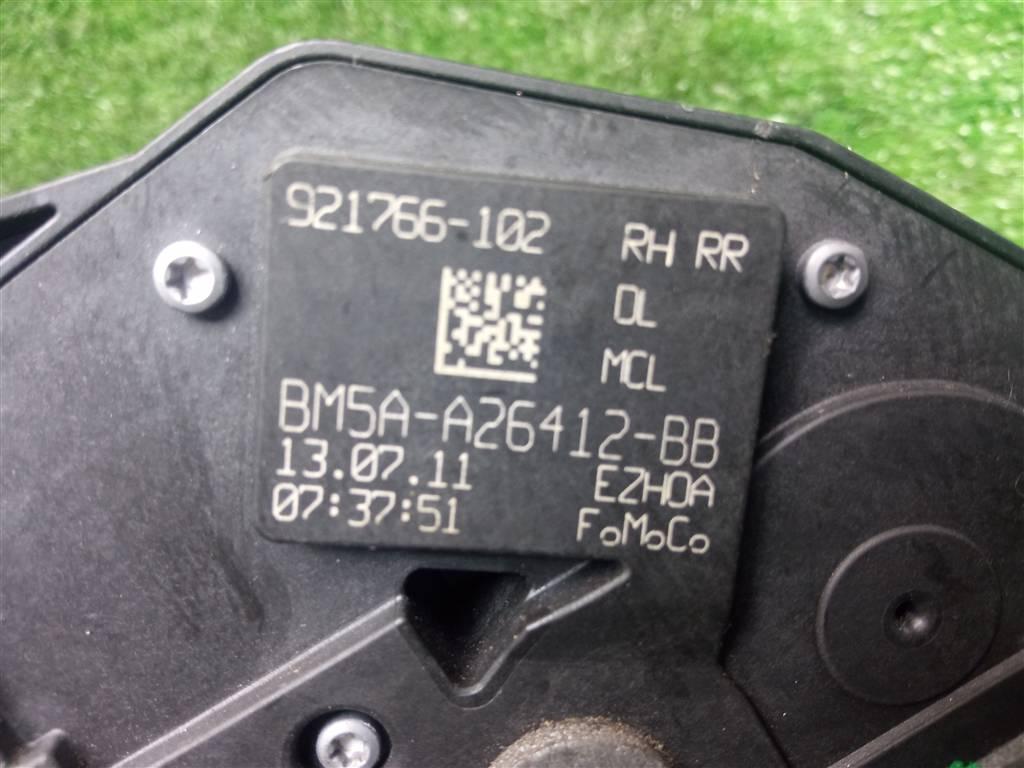 921766-102
RH RR
DL
MCL
BM5A-A26412-BB
13.07.11
EZHOA
07:37:51
FoMoCo